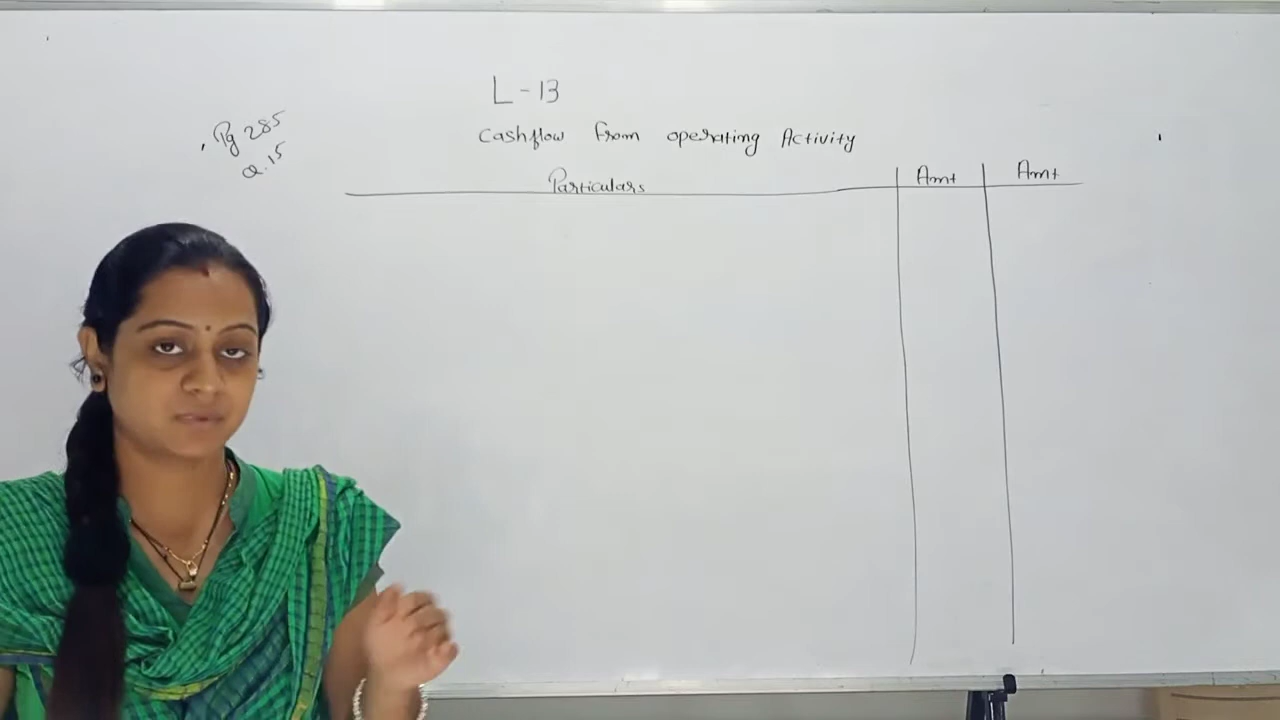 L-13
Pg 285
Q.15
Cashflow from operating Activity
Particulars Amt Amt